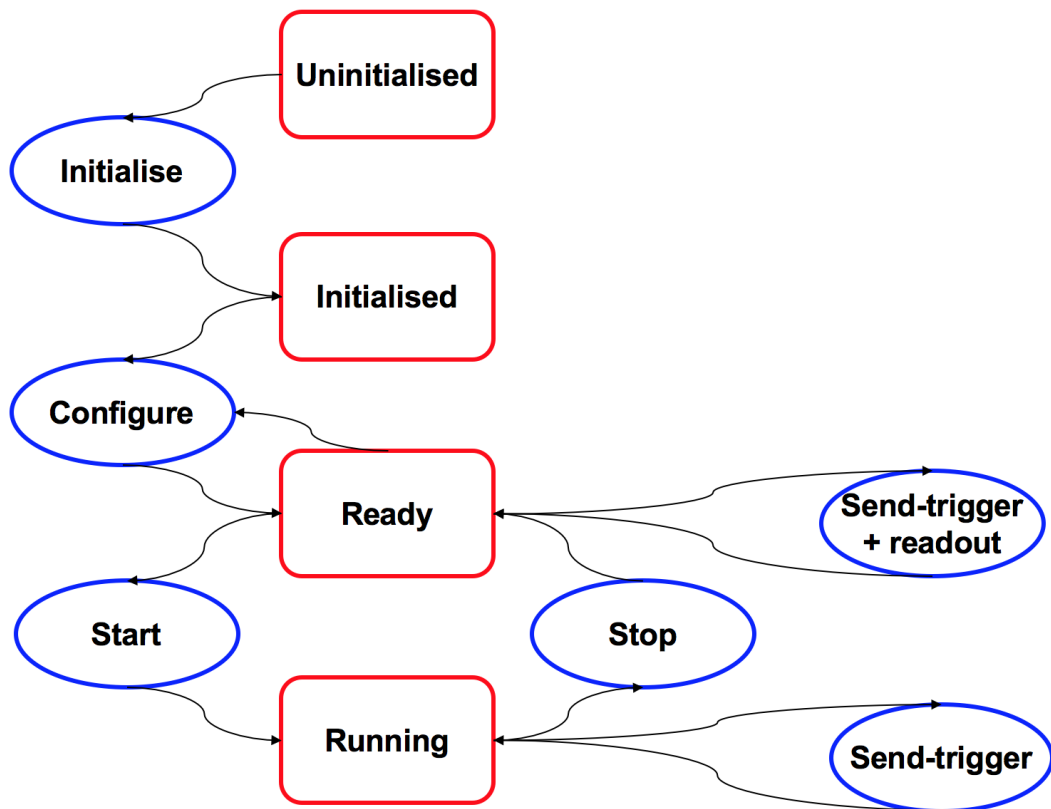 Uninitialised
Initialise
Initialised
Configure
Ready
Send-trigger
+ readout
Start
Stop
Running
Send-trigger